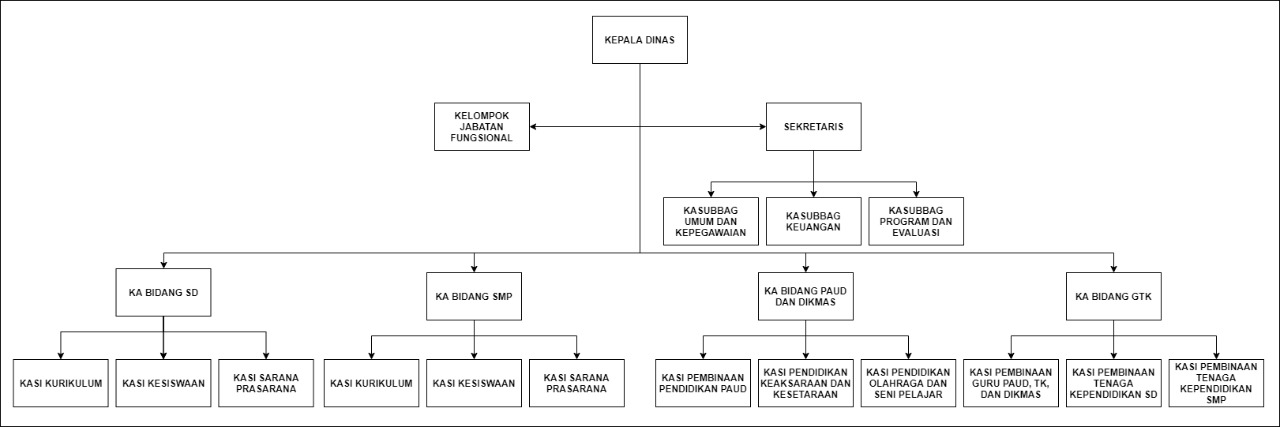 KEPALA DINAS
KELOMPOK
JABATAN
FUNGSIONAL
SEKRETARIS
KASUBBAG
UMUM DAN
KEPEGAWAIAN
KASUBBAG
KEUANGAN
KASUBBAG
PROGRAM DAN
EVALUASI
KA BIDANG SD
KA BIDANG SMP
KA BIDANG PAUD
DAN DIKMAS
KA BIDANG GTK
KASI KURIKULUM
KASI KESISWAAN
KASI SARANA
PRASARANA
KASI KURIKULUM
KASI KESISWAAN
KASI SARANA
PRASARANA
KASI PEMBINAAN
PENDIDIKAN PAUD
KASI PENDIDIKAN
KEAKSARAAN DAN
KESETARAAN
KASI PENDIDIKAN
OLAHRAGA DAN
SENI PELAJAR
KASI PEMBINAAN
GURU PAUD, TK,
DAN DIKMAS
KASI PEMBINAAN
TENAGA
KEPENDIDIKAN SD
KASI PEMBINAAN
TENAGA
KEPENDIDIKAN
SMP